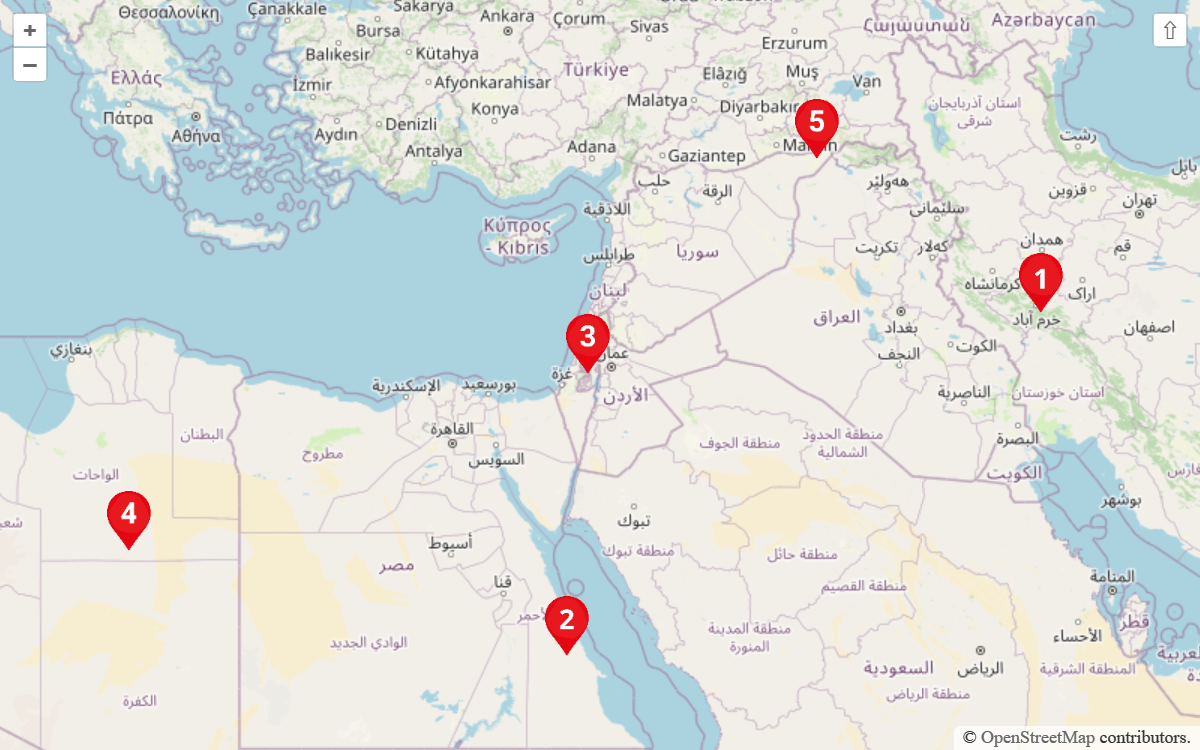 +
−
⇧
Θεσσαλονίκη
Çanakkale
Sakarya
Bursa
Ankara
Çorum
Sivas
Erzurum
Հայաստան
Azərbaycan
Balıkesir
Kütahya
Ελλάς
İzmir
Afyonkarahisar
Türkiye
Elâzığ
Muş
Van
Πάτρα
Αθήνα
Konya
Malatya
استان آذربایجان
شرقی
Aydın
Denizli
Antalya
Adana
Gaziantep
5
رشت
بابل
حلب
الرقة
هەولێر
قزوین
تهران
اللاذقية
سلێمانی
Κύπρος
- Kıbrıs
طرابلس
سوريا
تكريت
کەلار
همدان
قم
لبنان
كرمانشاه
1
اراک
خرم آباد
العراق
بغداد
اصفهان
بنغازي
3
عمان
غزة
النجف
الكوت
الإسكندرية
بورسعيد
الأردن
الناصرية
استان خوزستان
البطنان
القاهرة
مطروح
السويس
منطقة الجوف
منطقة الحدود
الشمالية
البصرة
الكويت
فارس
الواحات
بوشهر
4
تبوك
أسيوط
منطقة تبوك
منطقة حائل
مصر
قنا
منطقة القصيم
المنامة
2
الوادي الجديد
منطقة المدينة
المنورة
قطر
الأحساء
السعودية
الرياض
المنطقة الشرقية
منطقة الرياض
الكفرة
© OpenStreetMap contributors.